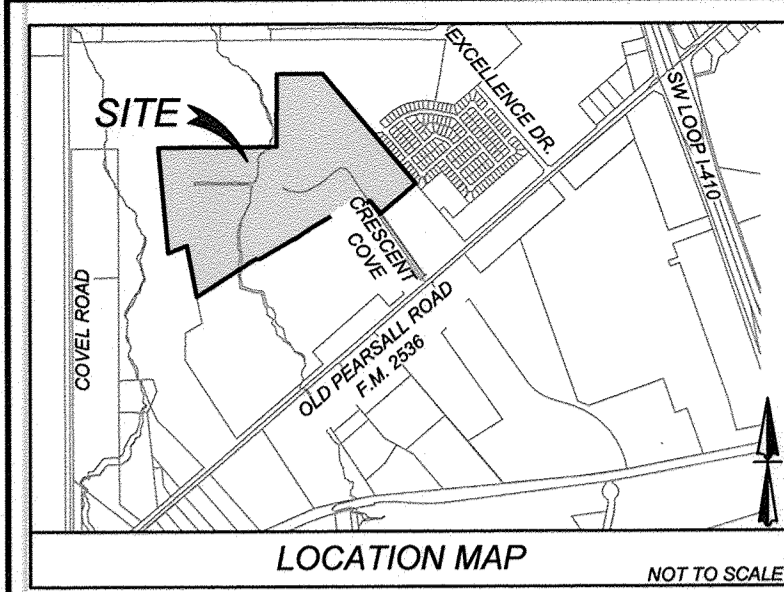 EXCELLENCE DR.
SW LOOP I-410
SITE
CRESCENT
COVE
COVEL ROAD
OLD PEARSALL ROAD
F.M. 2536
LOCATION MAP
NOT TO SCALE